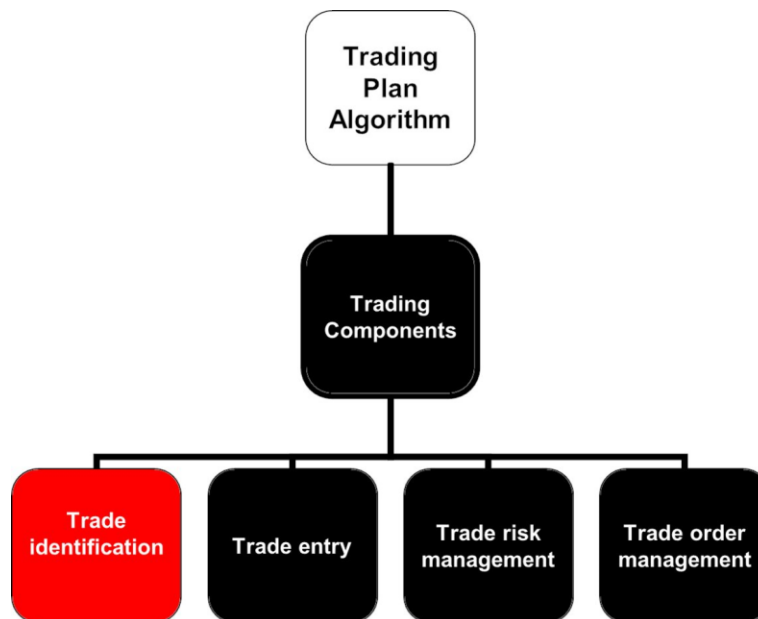 Trading
Plan
Algorithm
Trading
Components
Trade
identification
Trade entry
Trade risk
management
Trade order
management